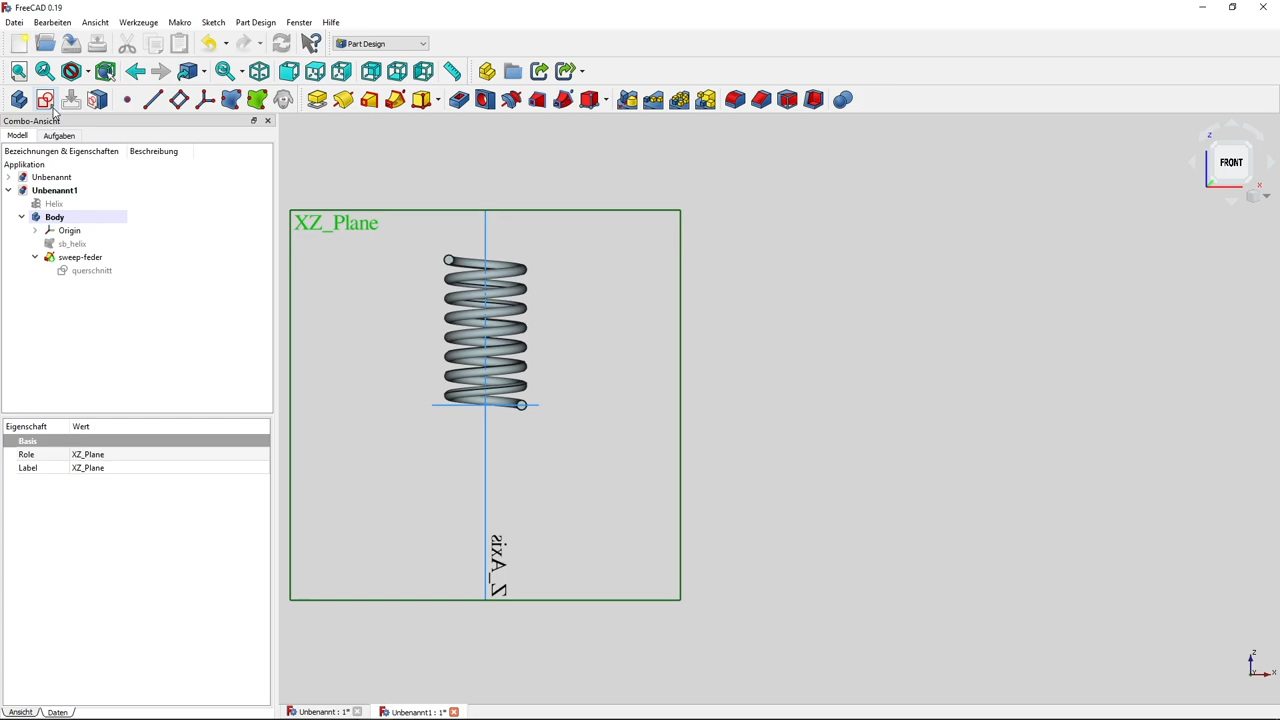 FreeCAD 0.19
Datei Bearbeiten Ansicht Werkzeuge Makro Sketch Part Design Fenster Hilfe
Part Design
Combo-Ansicht
Modell Aufgaben
Bezeichnungen & Eigenschaften Beschreibung
Applikation
Unbenannt
Unbenannt1
Helix
Body
Origin
sb_helix
sweep-feder
querschnitt
Eigenschaft Wert
Basis
Role XZ_Plane
Label XZ_Plane
Ansicht Daten
XZ_Plane
Z_Axis
Z
FRONT
X
Z
X
Unbenannt : 1*
Unbenannt1 : 1*